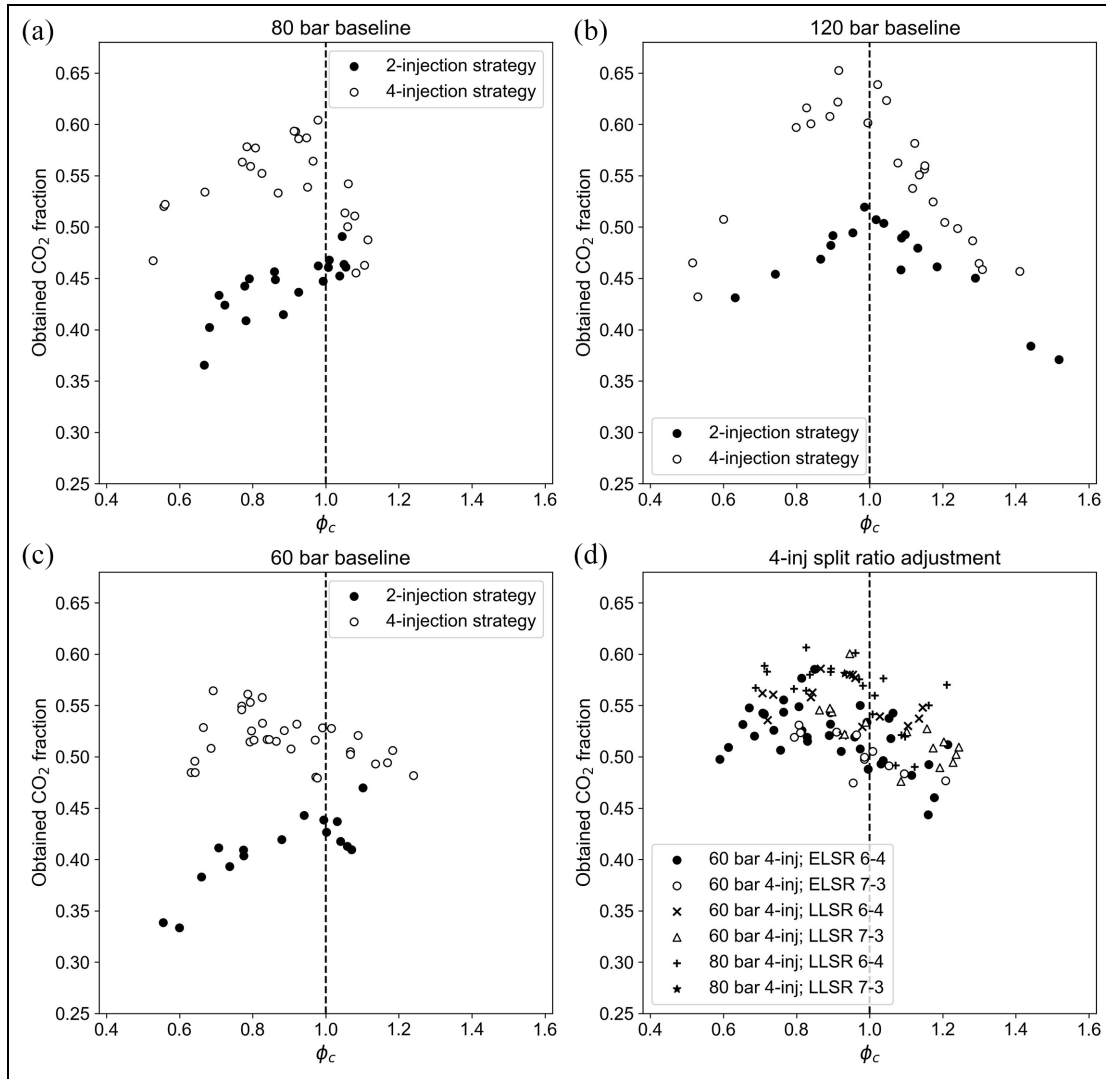 (a)
80 bar baseline
2-injection strategy
4-injection strategy
0.65
0.60
0.55
0.50
0.45
0.40
0.35
0.30
0.25
Obtained CO₂ fraction
0.4 0.6 0.8 1.0 1.2 1.4 1.6
ϕc
(b)
120 bar baseline
0.65
0.60
0.55
0.50
0.45
0.40
0.35
0.30
0.25
Obtained CO₂ fraction
2-injection strategy
4-injection strategy
0.4 0.6 0.8 1.0 1.2 1.4 1.6
ϕc
(c)
60 bar baseline
2-injection strategy
4-injection strategy
0.65
0.60
0.55
0.50
0.45
0.40
0.35
0.30
0.25
Obtained CO₂ fraction
0.4 0.6 0.8 1.0 1.2 1.4 1.6
ϕc
(d)
4-inj split ratio adjustment
0.65
0.60
0.55
0.50
0.45
0.40
0.35
0.30
0.25
Obtained CO₂ fraction
60 bar 4-inj; ELSR 6-4
60 bar 4-inj; ELSR 7-3
60 bar 4-inj; LLSR 6-4
60 bar 4-inj; LLSR 7-3
80 bar 4-inj; LLSR 6-4
80 bar 4-inj; LLSR 7-3
0.4 0.6 0.8 1.0 1.2 1.4 1.6
ϕc